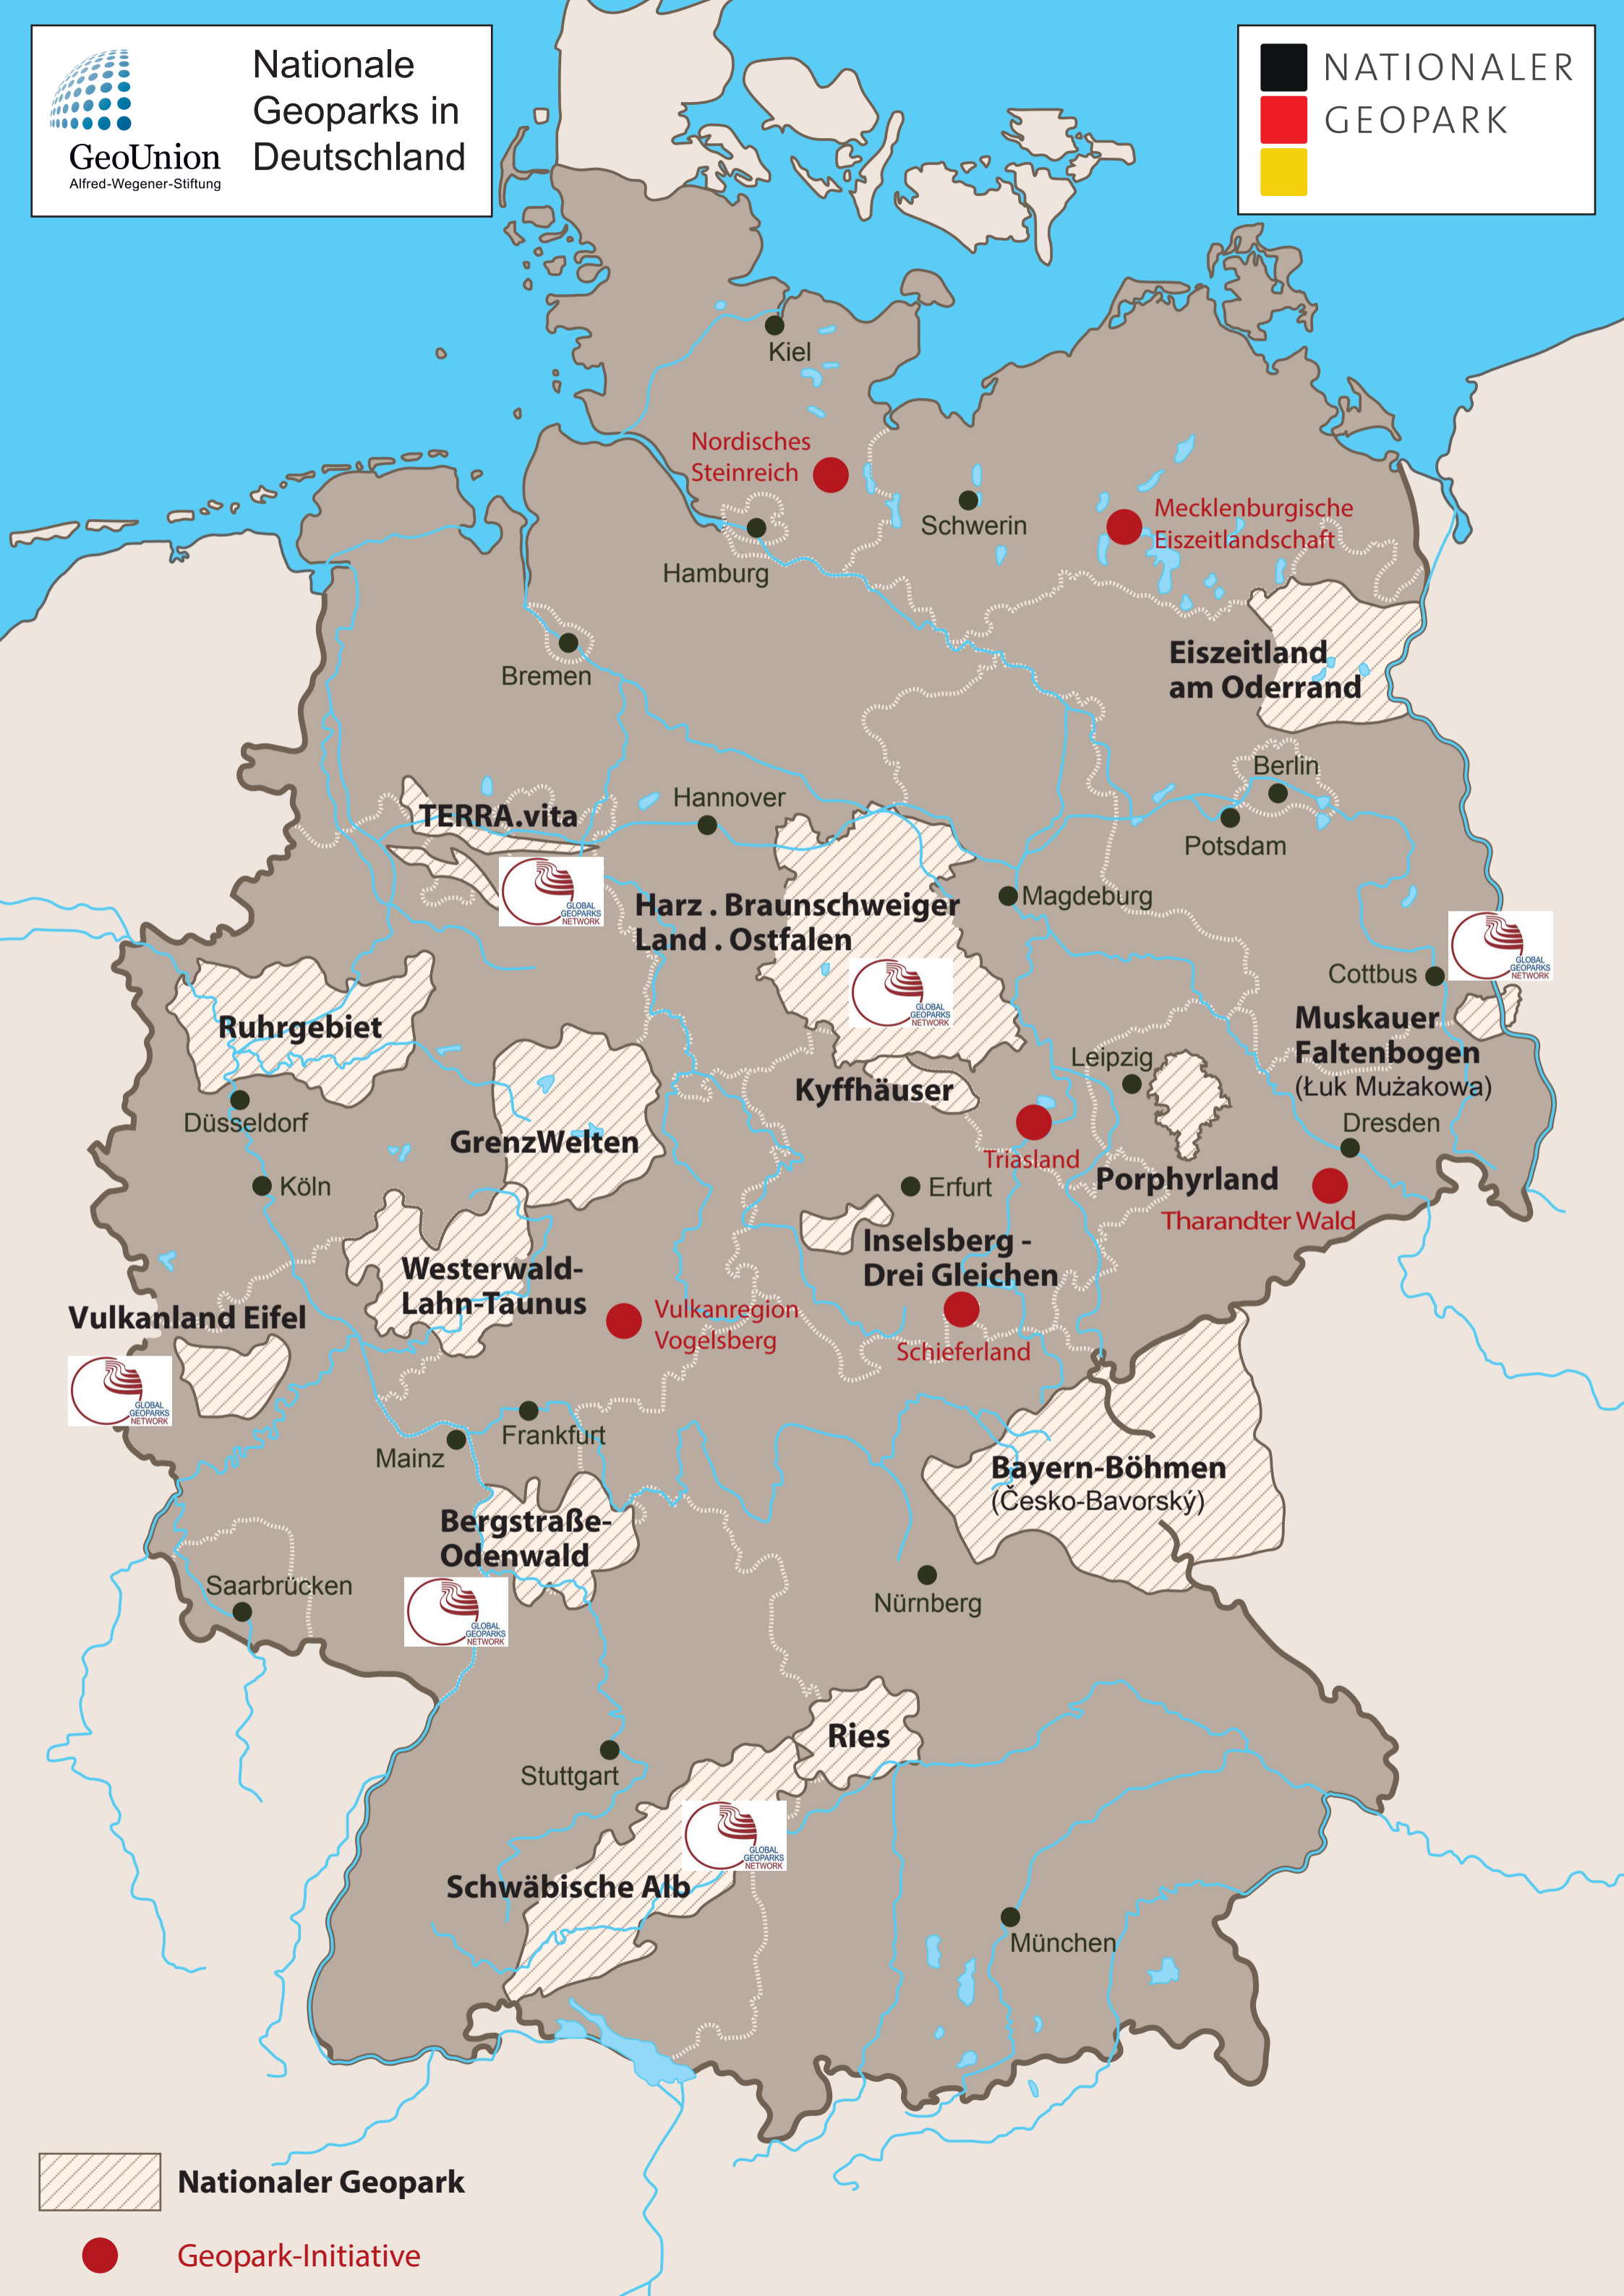 Nationale
Geoparks in
Deutschland
GeoUnion
Alfred-Wegener-Stiftung
NATIONALER
GEOPARK
Kiel
Nordisches
Steinreich
Schwerin
Mecklenburgische
Eiszeitlandschaft
Hamburg
Bremen
Eiszeitland
am Oderrand
Berlin
Potsdam
Hannover
TERRA.vita
GLOBAL
GEOPARKS
NETWORK
Harz . Braunschweiger
Land . Ostfalen
GLOBAL
GEOPARKS
NETWORK
Magdeburg
GLOBAL
GEOPARKS
NETWORK
Cottbus
Muskauer
Faltenbogen
(Łuk Mużakowa)
Ruhrgebiet
Leipzig
Kyffhäuser
Düsseldorf
Dresden
GrenzWelten
Triasland
Porphyrland
Köln
Erfurt
Tharandter Wald
Inselsberg -
Drei Gleichen
Westerwald-
Lahn-Taunus
Vulkanland Eifel
Vulkanregion
Vogelsberg
Schieferland
GLOBAL
GEOPARKS
NETWORK
Frankfurt
Mainz
Bayern-Böhmen
(Česko-Bavorský)
Bergstraße-
Odenwald
Saarbrücken
Nürnberg
GLOBAL
GEOPARKS
NETWORK
Ries
Stuttgart
GLOBAL
GEOPARKS
NETWORK
Schwäbische Alb
München
Nationaler Geopark
Geopark-Initiative